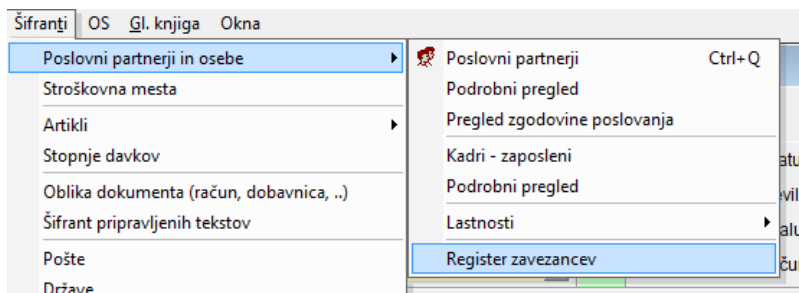 Šifranti OS Gl. knjiga Okna
Poslovni partnerji in osebe
Stroškovna mesta
Artikli
Stopnje davkov
Oblika dokumenta (račun, dobavnica, ..)
Šifrant pripravljenih tekstov
Pošte
Države
Poslovni partnerji Ctrl+Q
Podrobni pregled
Pregled zgodovine poslovanja
Kadri - zaposleni
Podrobni pregled
Lastnosti
Register zavezancev